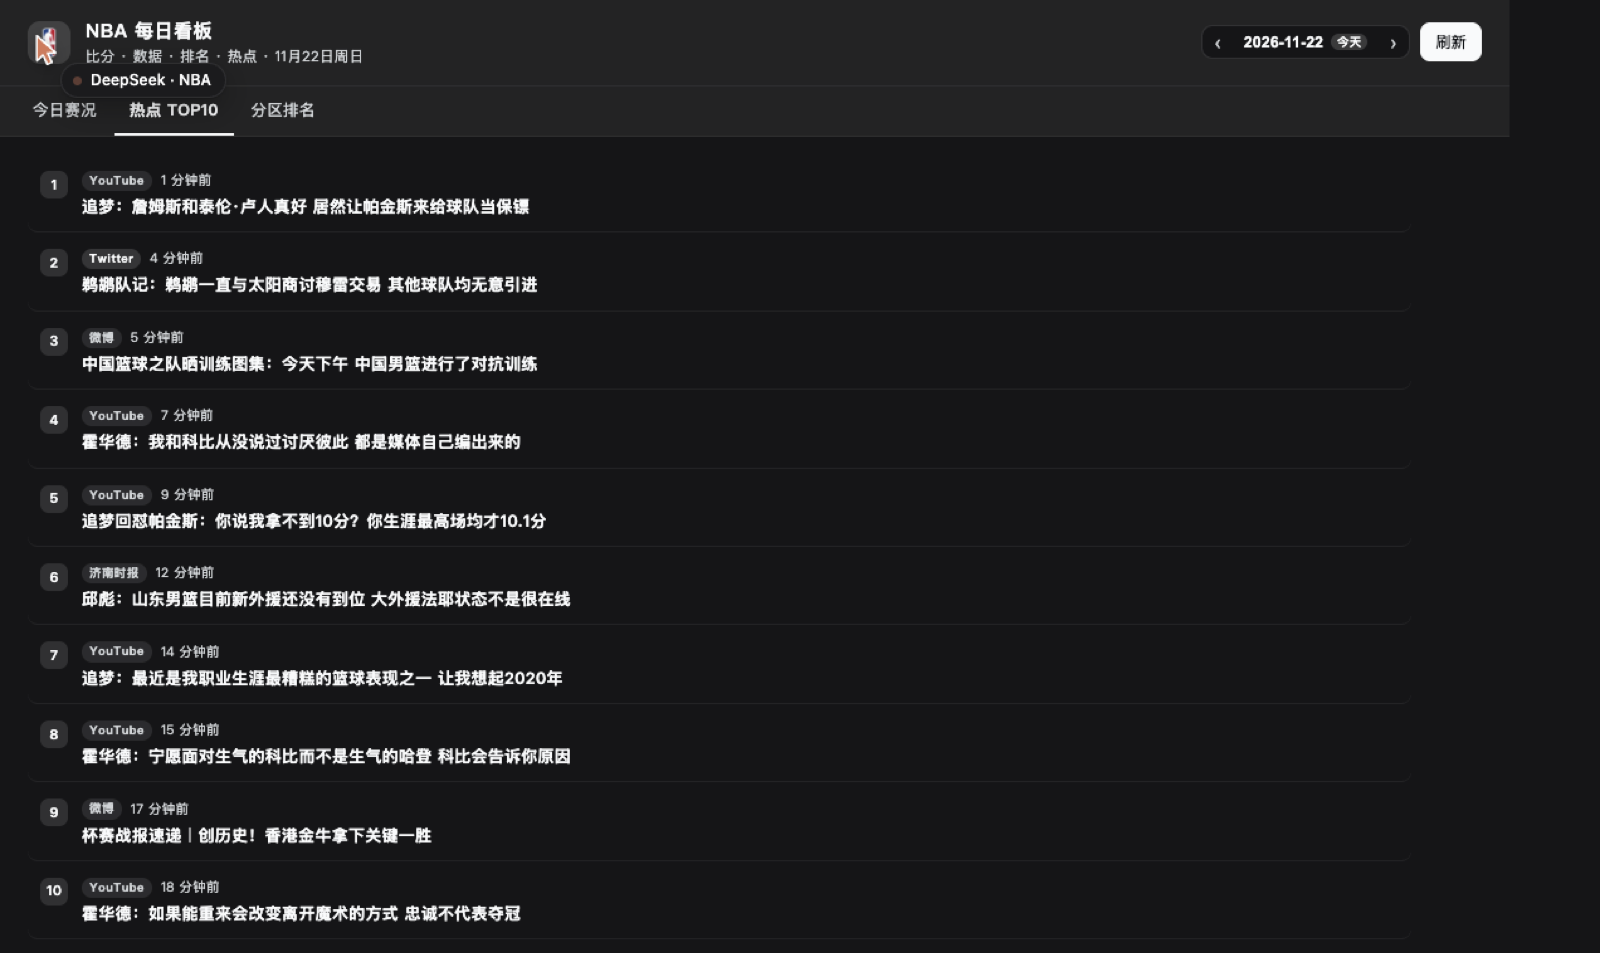 NBA 每日看板
比分 · 数据 · 排名 · 热点 · 11月22日周日
‹ 2026-11-22 今天 ›
刷新
DeepSeek · NBA
今日赛况 热点 TOP10 分区排名
1 YouTube 1 分钟前
追梦：詹姆斯和泰伦·卢人真好 居然让帕金斯来给球队当保镖
2 Twitter 4 分钟前
鹈鹕队记：鹈鹕一直与太阳商讨穆雷交易 其他球队均无意引进
3 微博 5 分钟前
中国篮球之队晒训练图集：今天下午 中国男篮进行了对抗训练
4 YouTube 7 分钟前
霍华德：我和科比从没说过讨厌彼此 都是媒体自己编出来的
5 YouTube 9 分钟前
追梦回怼帕金斯：你说我拿不到10分？你生涯最高场均才10.1分
6 济南时报 12 分钟前
邱彪：山东男篮目前新外援还没有到位 大外援法耶状态不是很在线
7 YouTube 14 分钟前
追梦：最近是我职业生涯最糟糕的篮球表现之一 让我想起2020年
8 YouTube 15 分钟前
霍华德：宁愿面对生气的科比而不是生气的哈登 科比会告诉你原因
9 微博 17 分钟前
杯赛战报速递｜创历史！香港金牛拿下关键一胜
10 YouTube 18 分钟前
霍华德：如果能重来会改变离开魔术的方式 忠诚不代表夺冠